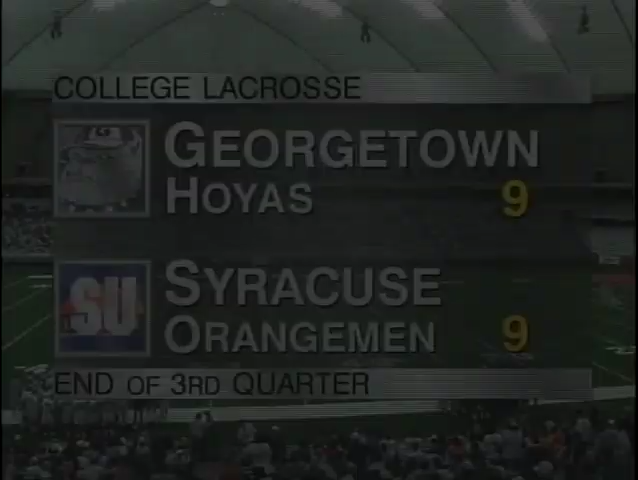 COLLEGE LACROSSE
GEORGETOWN
HOYAS 9
SU
SYRACUSE
ORANGEMEN 9
END OF 3RD QUARTER